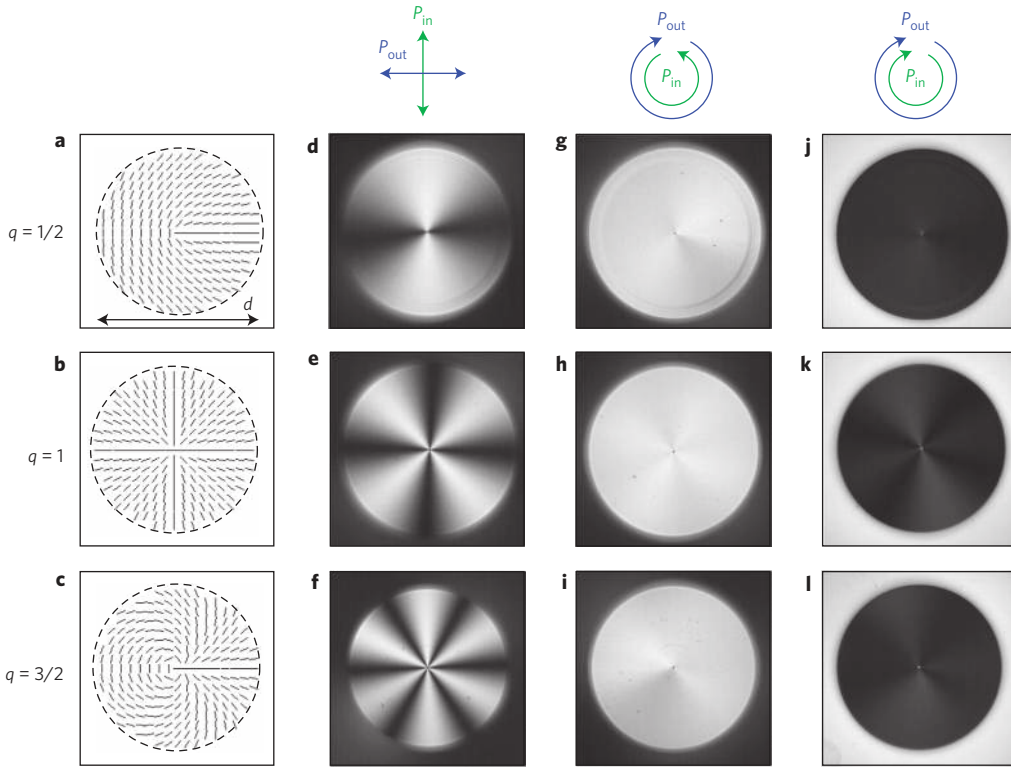 P_in
P_out
P_out
P_in
P_out
P_in
a
d
g
j
q = 1/2
d
b
e
h
k
q = 1
c
f
i
l
q = 3/2